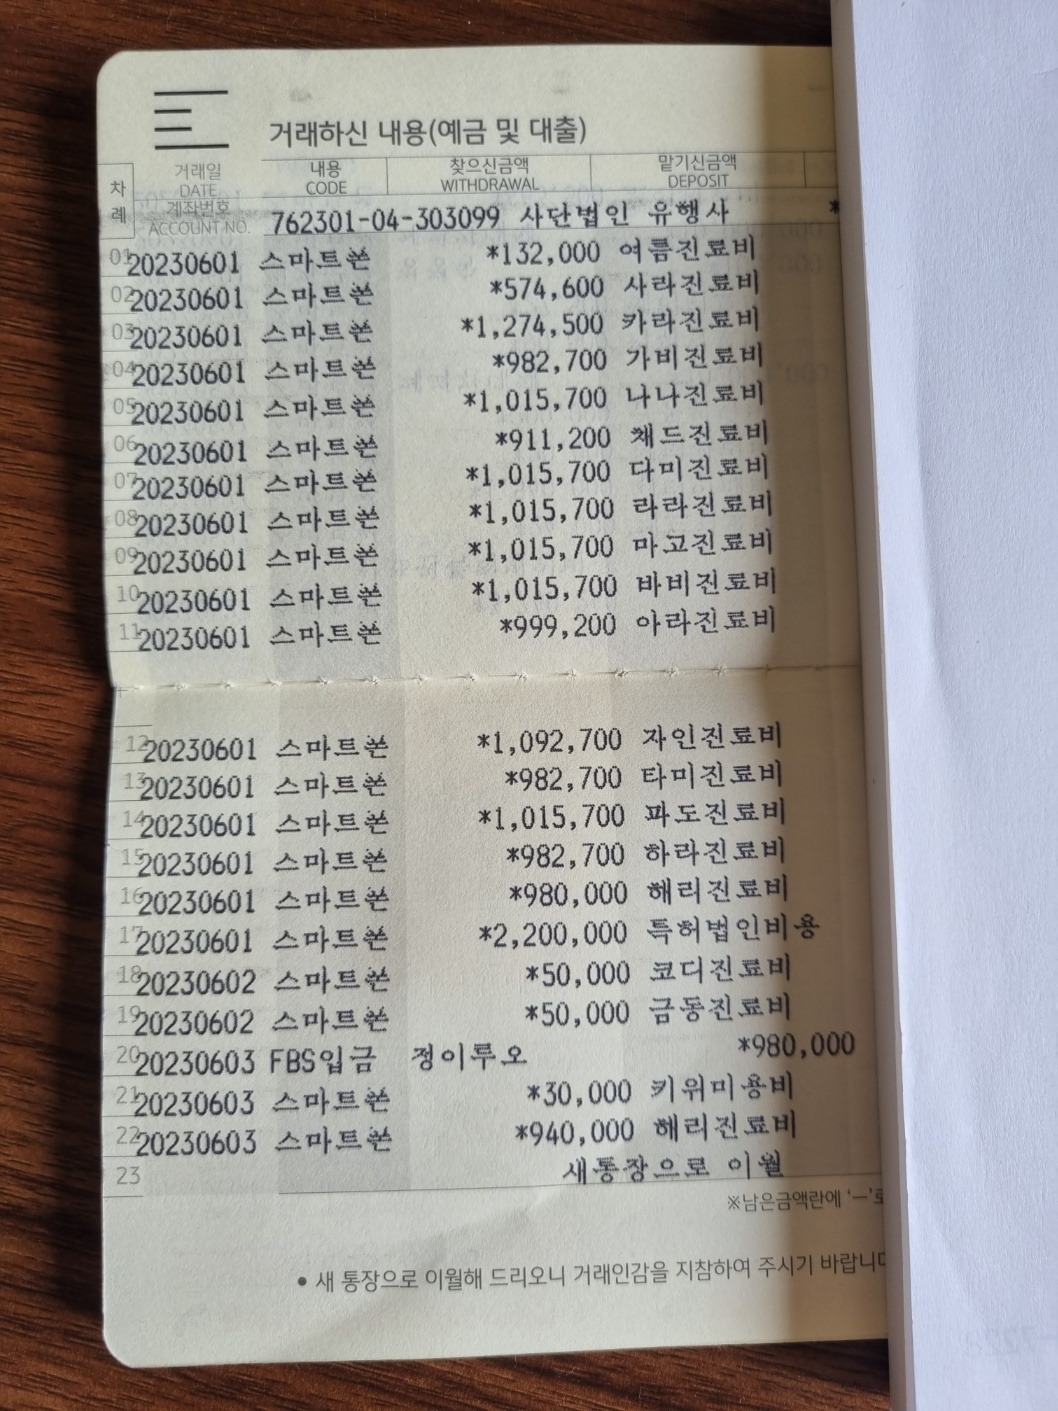 거래하신 내용(예금 및 대출)
차례 거래일 DATE 내용 CODE 찾으신금액 WITHDRAWAL 맡기신금액 DEPOSIT
계좌번호 ACCOUNT NO. 762301-04-303099 사단법인 유행사 *
01 20230601 스마트폰 *132,000 여름진료비
02 20230601 스마트폰 *574,600 사라진료비
03 20230601 스마트폰 *1,274,500 카라진료비
04 20230601 스마트폰 *982,700 가비진료비
05 20230601 스마트폰 *1,015,700 나나진료비
06 20230601 스마트폰 *911,200 채드진료비
07 20230601 스마트폰 *1,015,700 다미진료비
08 20230601 스마트폰 *1,015,700 라라진료비
09 20230601 스마트폰 *1,015,700 마고진료비
10 20230601 스마트폰 *1,015,700 바비진료비
11 20230601 스마트폰 *999,200 아라진료비
12 20230601 스마트폰 *1,092,700 자인진료비
13 20230601 스마트폰 *982,700 타미진료비
14 20230601 스마트폰 *1,015,700 파도진료비
15 20230601 스마트폰 *982,700 하라진료비
16 20230601 스마트폰 *980,000 해리진료비
17 20230601 스마트폰 *2,200,000 특허법인비용
18 20230602 스마트폰 *50,000 코디진료비
19 20230602 스마트폰 *50,000 금동진료비
20 20230603 FBS입금 정이루오 *980,000
21 20230603 스마트폰 *30,000 키위미용비
22 20230603 스마트폰 *940,000 해리진료비
23 새통장으로 이월
※남은금액란에 '-'로
• 새 통장으로 이월해 드리오니 거래인감을 지참하여 주시기 바랍니다